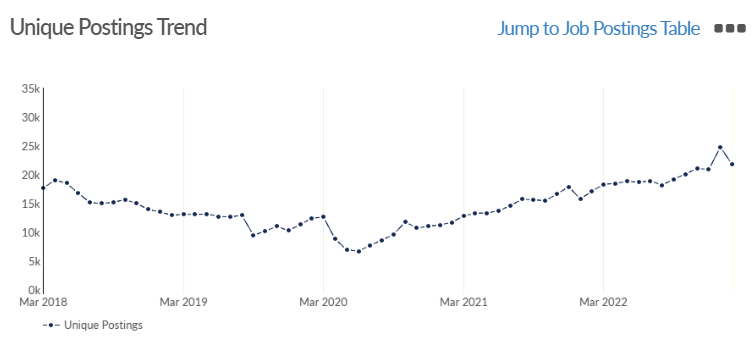 Unique Postings Trend
Jump to Job Postings Table
35k
30k
25k
20k
15k
10k
5k
0k
Mar 2018
Mar 2019
Mar 2020
Mar 2021
Mar 2022
Unique Postings